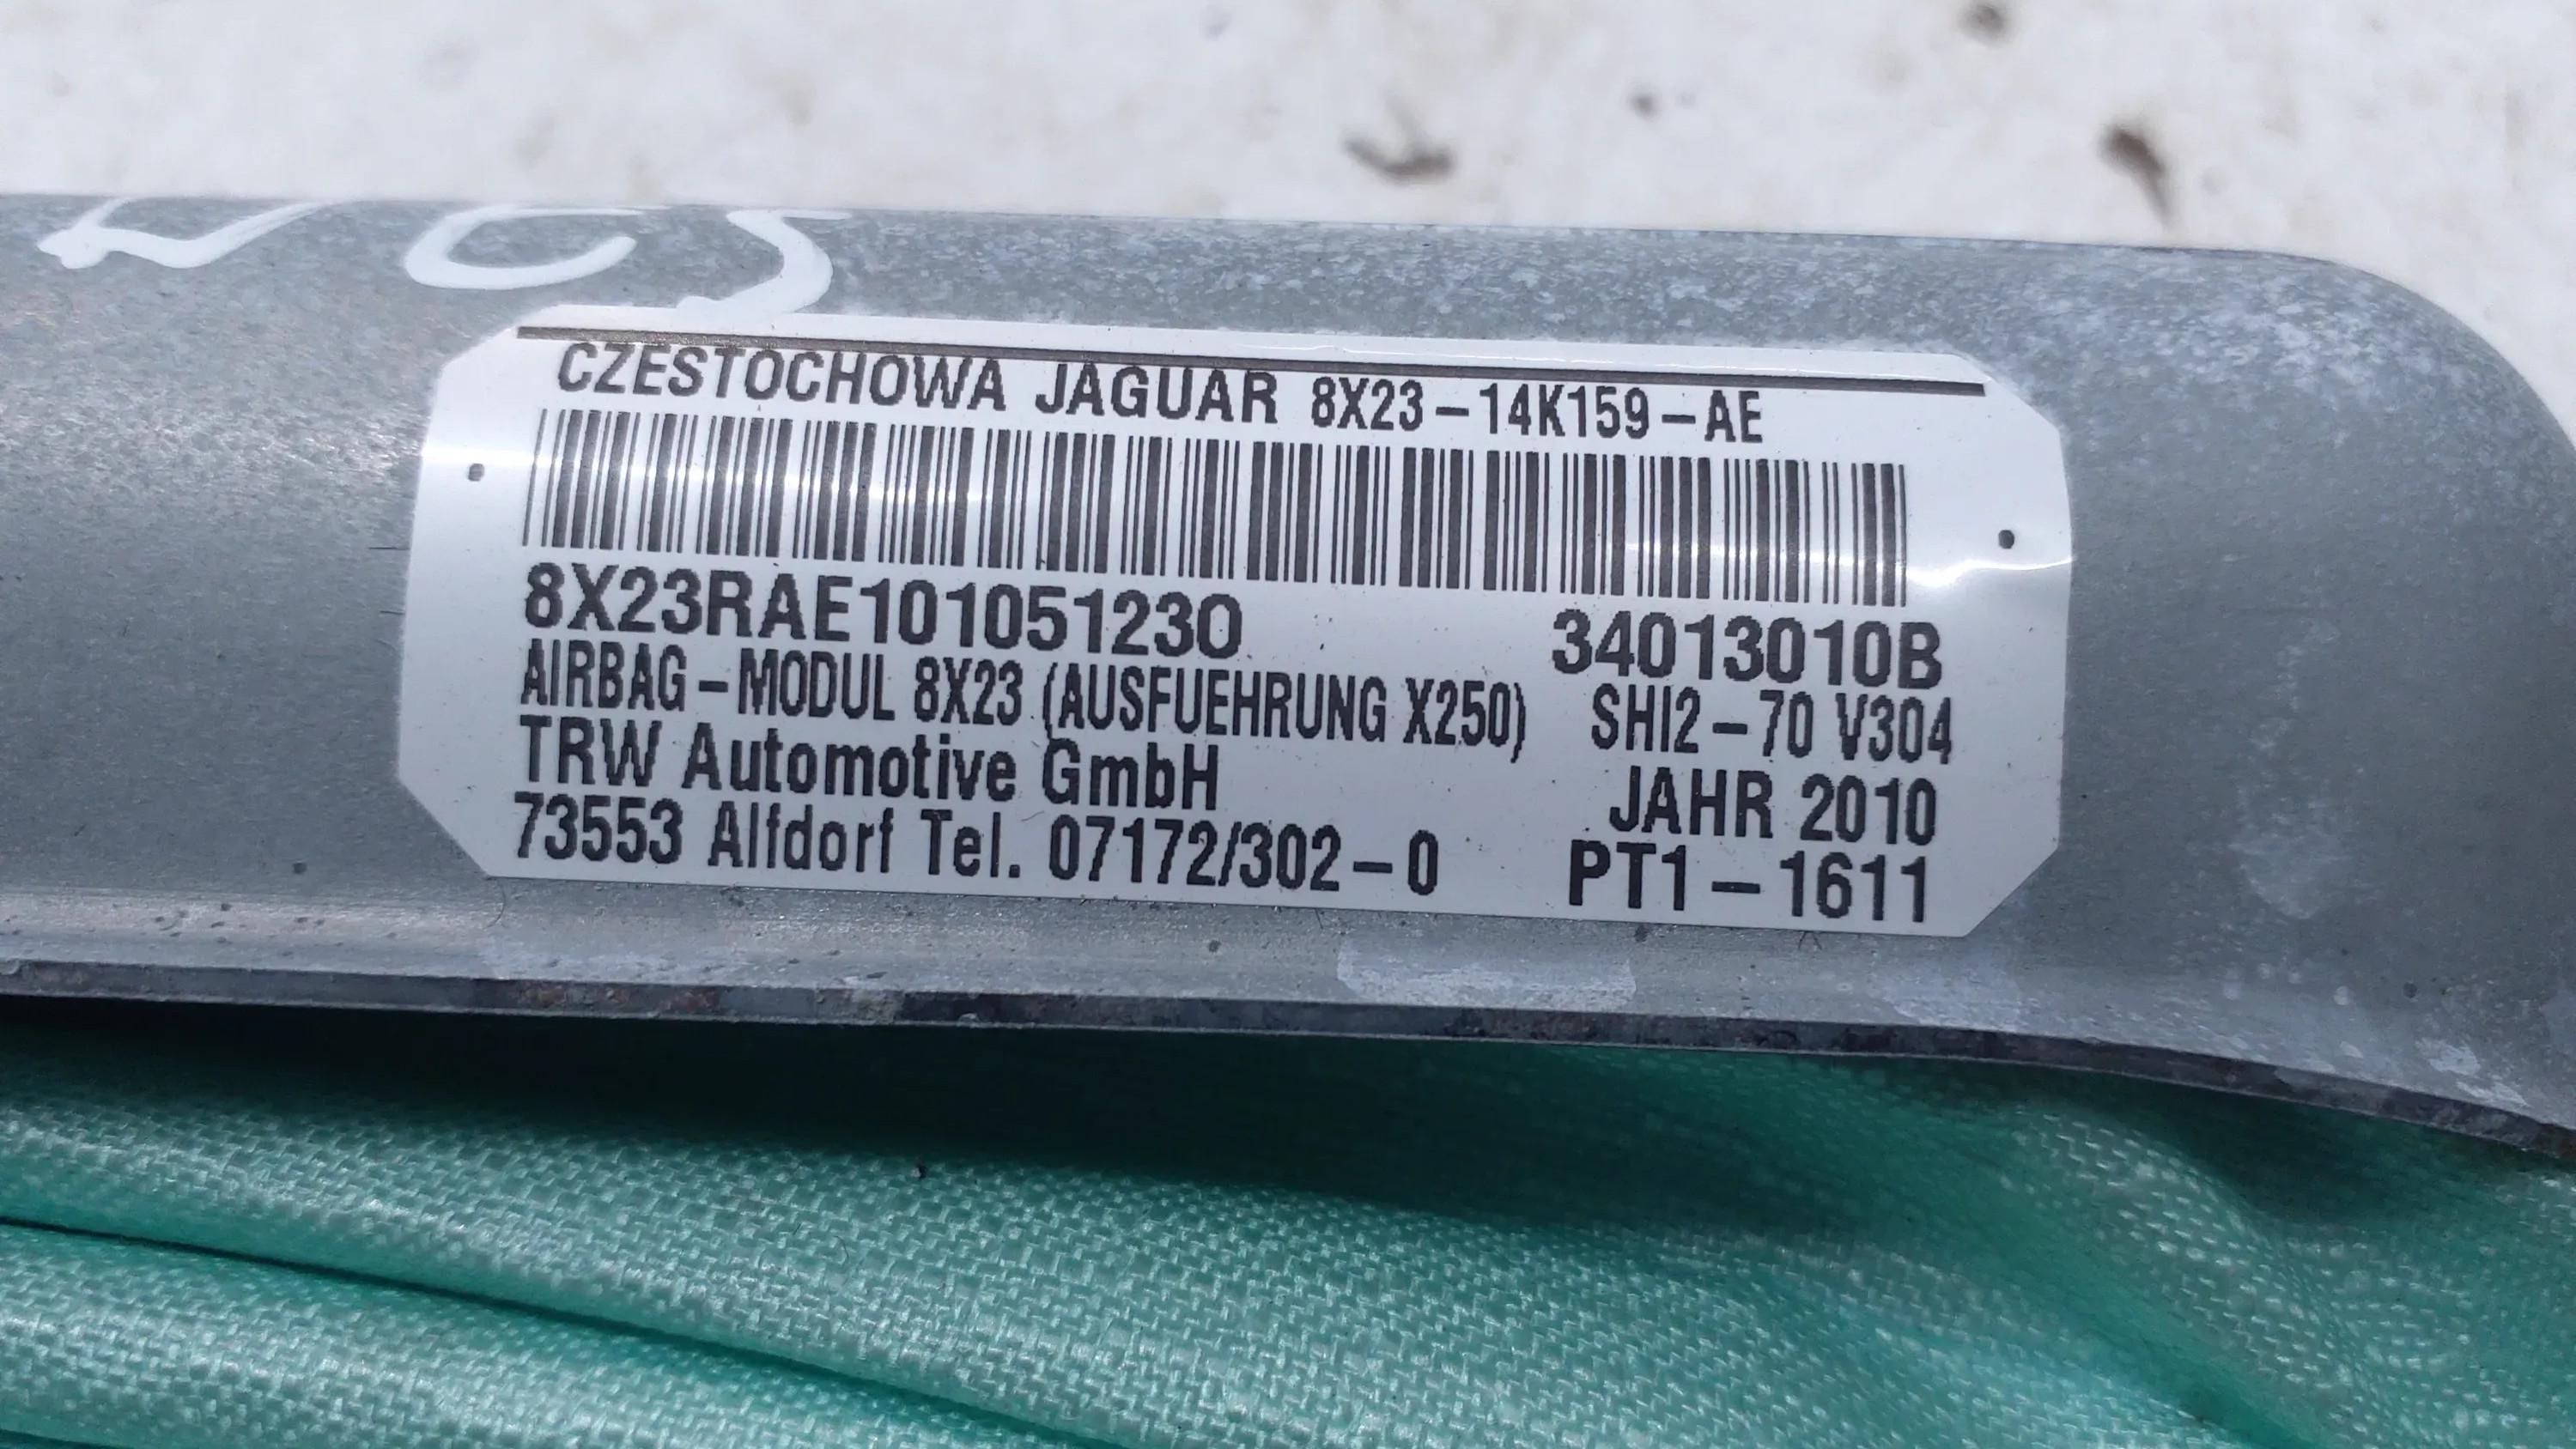 CZESTOCHOWA JAGUAR 8X23-14K159-AE
8X23RAE101051230 34013010B
AIRBAG-MODUL 8X23 (AUSFUEHRUNG X250) SHI2-70 V304
TRW Automotive GmbH JAHR 2010
73553 Alfdorf Tel. 07172/302-0 PT1-1611